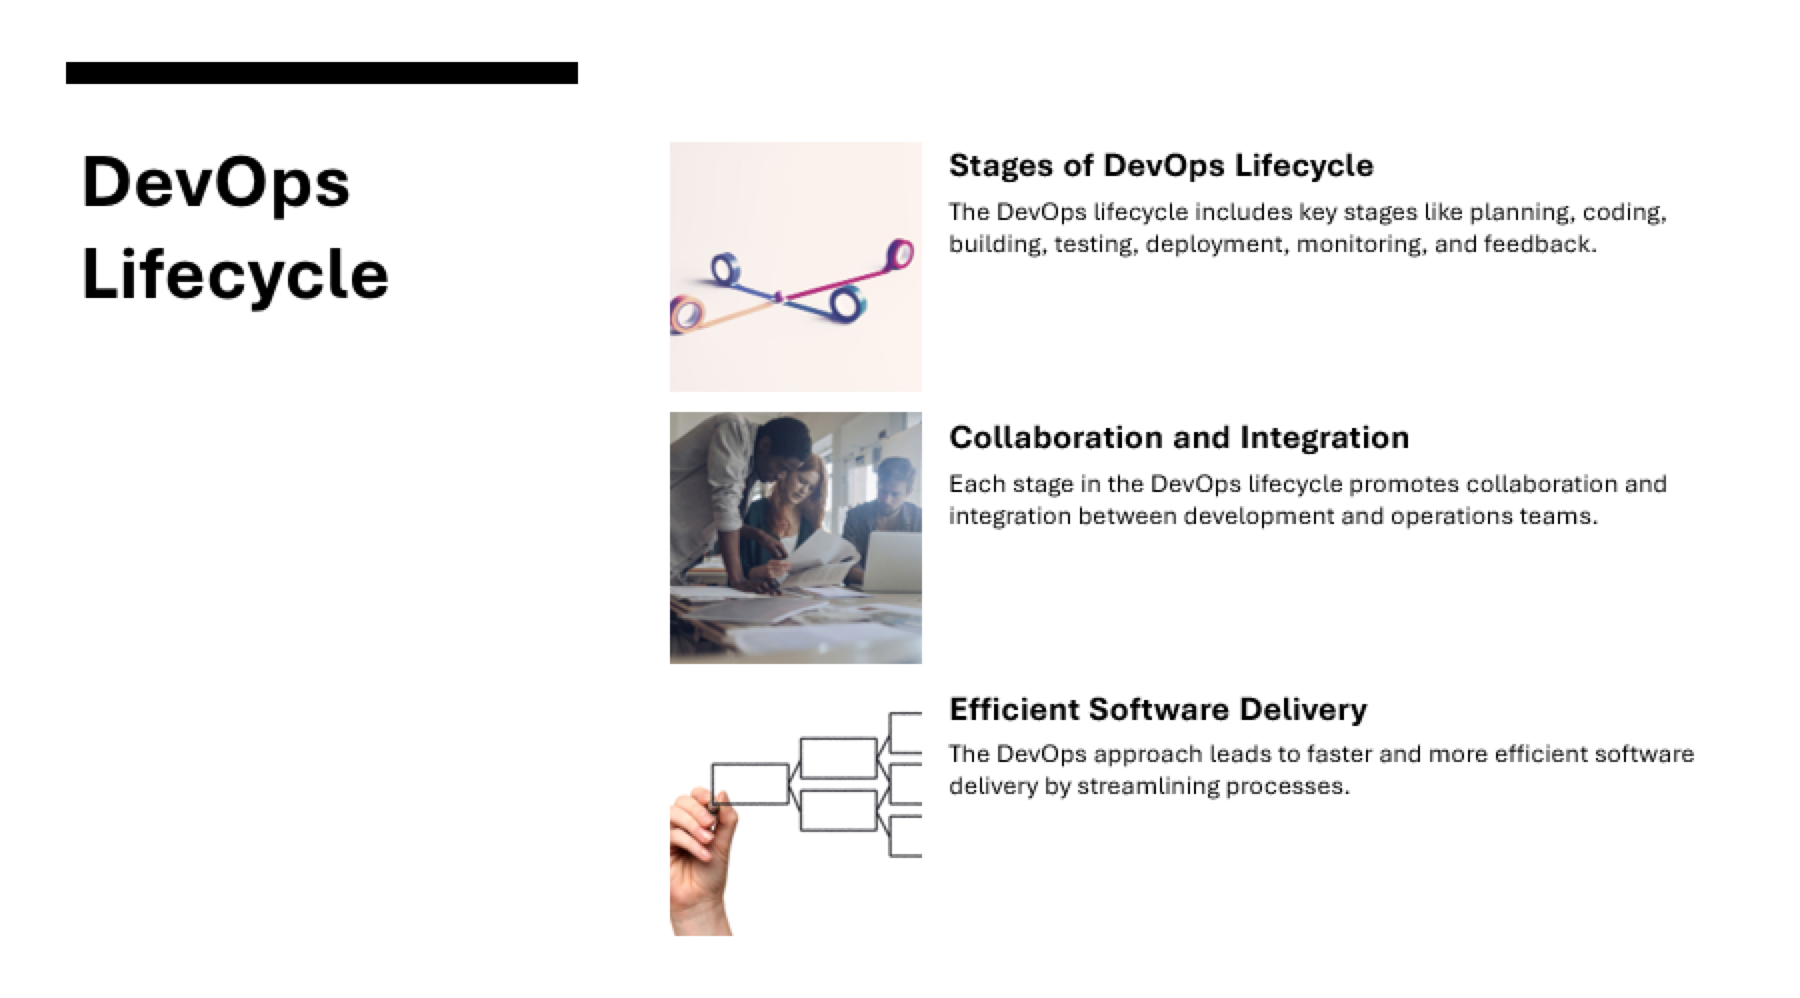 DevOps
Lifecycle
Stages of DevOps Lifecycle
The DevOps lifecycle includes key stages like planning, coding,
building, testing, deployment, monitoring, and feedback.
Collaboration and Integration
Each stage in the DevOps lifecycle promotes collaboration and
integration between development and operations teams.
Efficient Software Delivery
The DevOps approach leads to faster and more efficient software
delivery by streamlining processes.